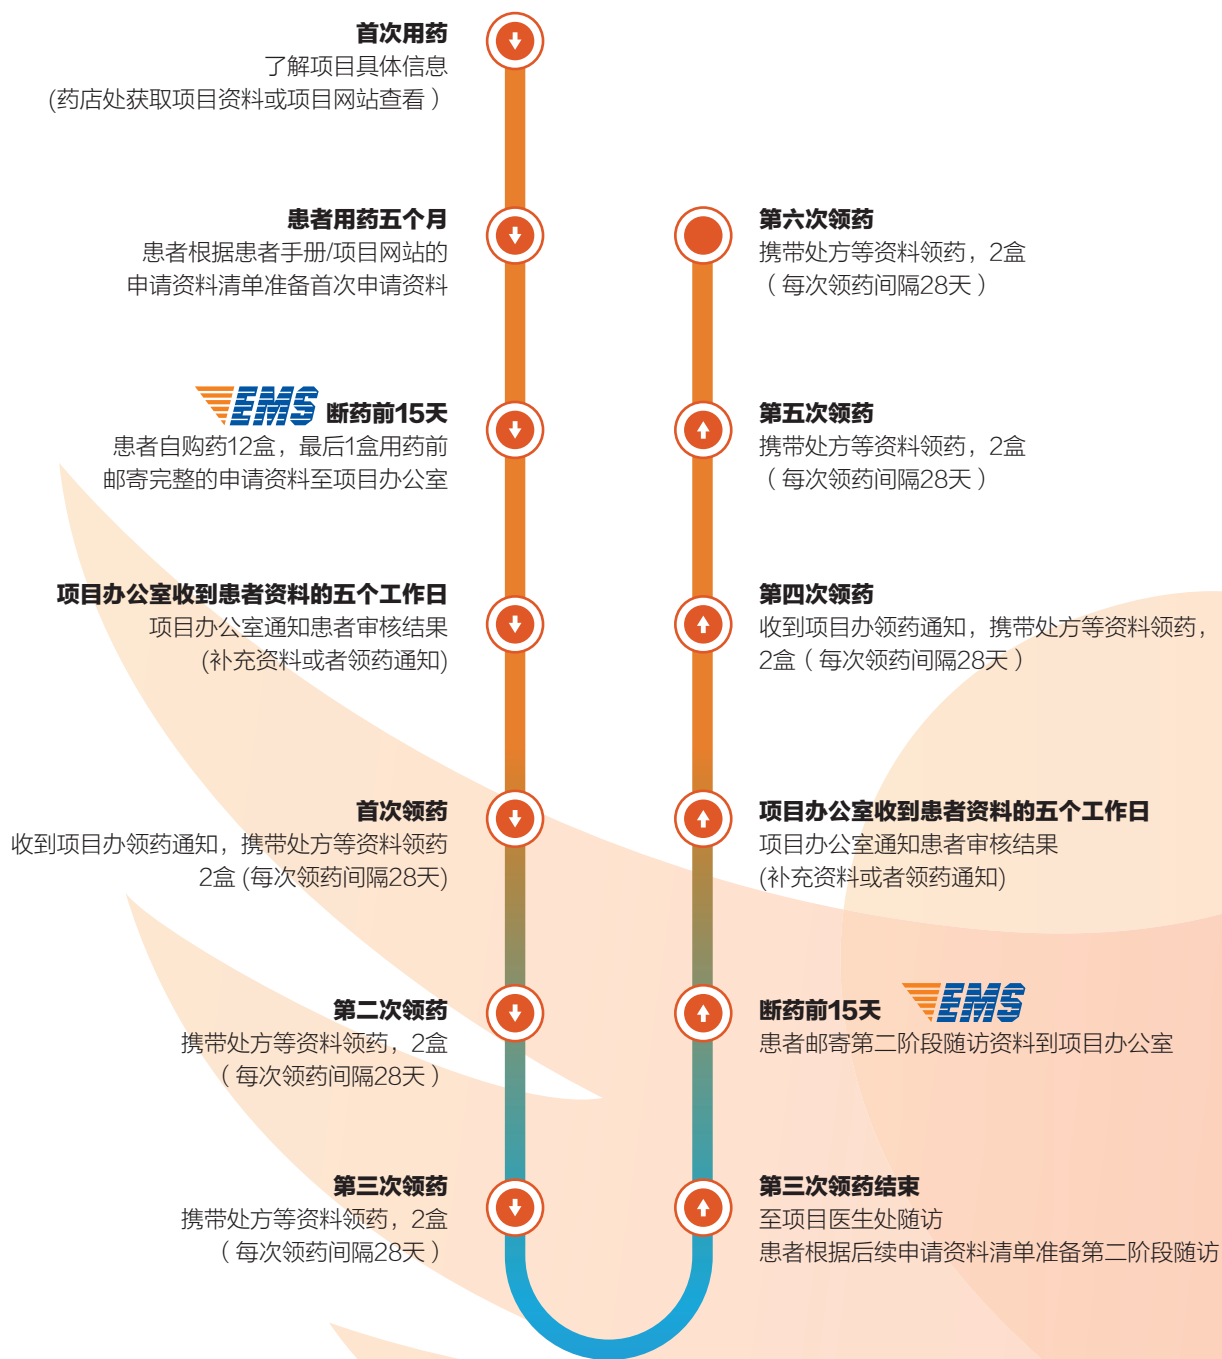 首次用药
了解项目具体信息
(药店处获取项目资料或项目网站查看）
患者用药五个月
患者根据患者手册/项目网站的
申请资料清单准备首次申请资料
EMS 断药前15天
患者自购药12盒，最后1盒用药前
邮寄完整的申请资料至项目办公室
项目办公室收到患者资料的五个工作日
项目办公室通知患者审核结果
(补充资料或者领药通知)
首次领药
收到项目办领药通知，携带处方等资料领药
2盒 (每次领药间隔28天)
第二次领药
携带处方等资料领药，2盒
（每次领药间隔28天）
第三次领药
携带处方等资料领药，2盒
（每次领药间隔28天）
第三次领药结束
至项目医生处随访
患者根据后续申请资料清单准备第二阶段随访
断药前15天 EMS
患者邮寄第二阶段随访资料到项目办公室
项目办公室收到患者资料的五个工作日
项目办公室通知患者审核结果
(补充资料或者领药通知)
第四次领药
收到项目办领药通知，携带处方等资料领药，
2盒（每次领药间隔28天）
第五次领药
携带处方等资料领药，2盒
（每次领药间隔28天）
第六次领药
携带处方等资料领药，2盒
（每次领药间隔28天）